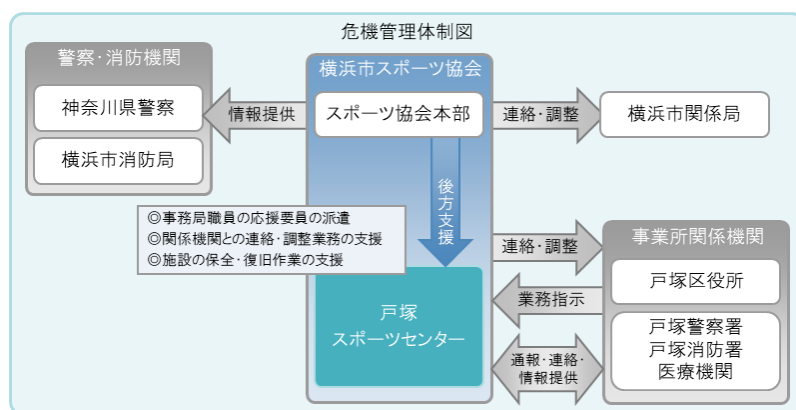 危機管理体制図
警察・消防機関
神奈川県警察
横浜市消防局
情報提供
横浜市スポーツ協会
スポーツ協会本部
連絡・調整
横浜市関係局
後方支援
◎事務局職員の応援要員の派遣
◎関係機関との連絡・調整業務の支援
◎施設の保全・復旧作業の支援
戸塚
スポーツセンター
連絡・調整
業務指示
通報・連絡・
情報提供
事業所関係機関
戸塚区役所
戸塚警察署
戸塚消防署
医療機関